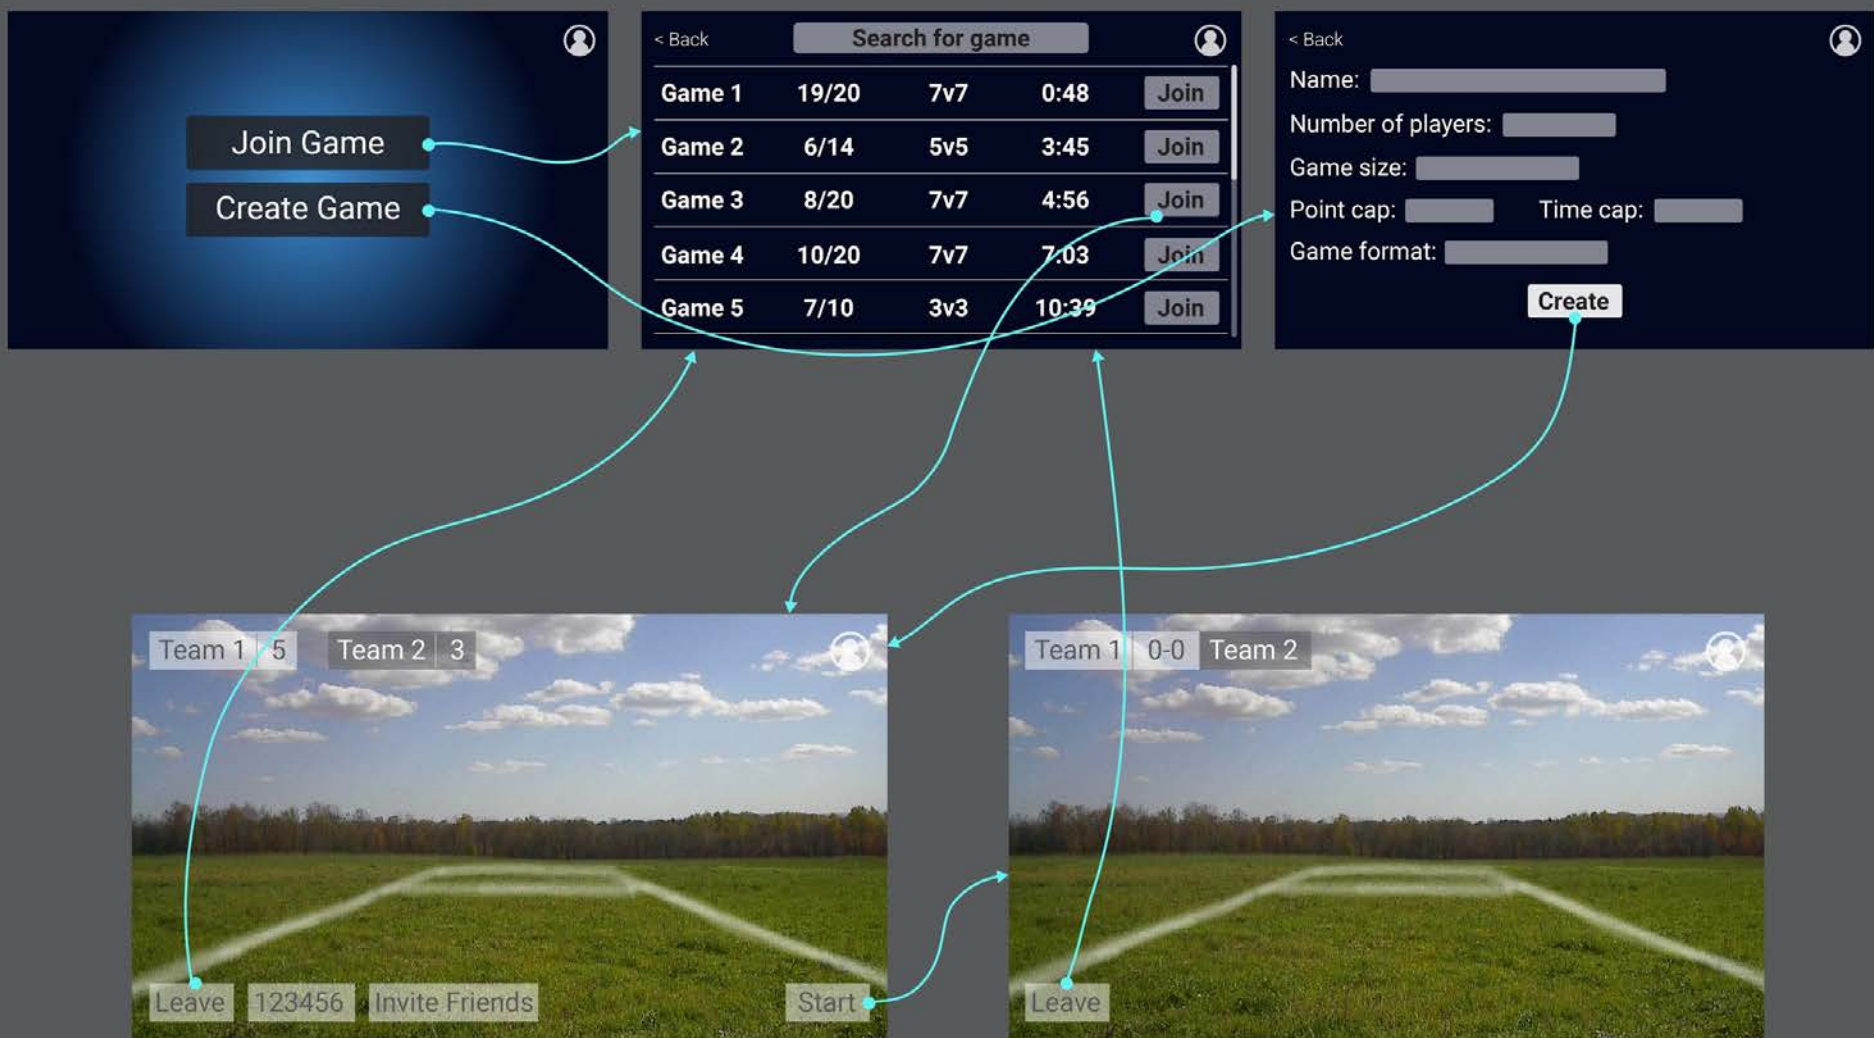 Join Game
Create Game
< Back
Search for game
Game 1 19/20 7v7 0:48 Join
Game 2 6/14 5v5 3:45 Join
Game 3 8/20 7v7 4:56 Join
Game 4 10/20 7v7 7:03 Join
Game 5 7/10 3v3 10:39 Join
< Back
Name:
Number of players:
Game size:
Point cap: Time cap:
Game format:
Create
Team 1 5 Team 2 3
Leave 123456 Invite Friends Start
Team 1 0-0 Team 2
Leave